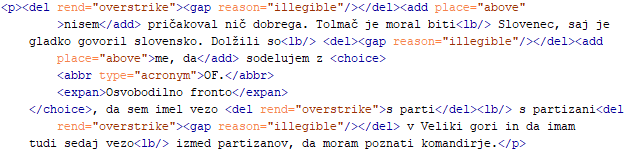 <p><del rend="overstrike"><gap reason="illegible"/></del><add place="above"
>nisem</add> pričakoval nič dobrega. Tolmač je moral biti<lb/> Slovenec, saj je
gladko govoril slovensko. Dolžili so<lb/> <del><gap reason="illegible"/></del><add
place="above">me, da</add> sodelujem z <choice>
<abbr type="acronym">OF.</abbr>
<expan>Osvobodilno fronto</expan>
</choice>, da sem imel vezo <del rend="overstrike">s parti</del><lb/> s partizani<del
rend="overstrike"><gap reason="illegible"/></del> v Veliki gori in da imam
tudi sedaj vezo<lb/> izmed partizanov, da moram poznati komandirje.</p>